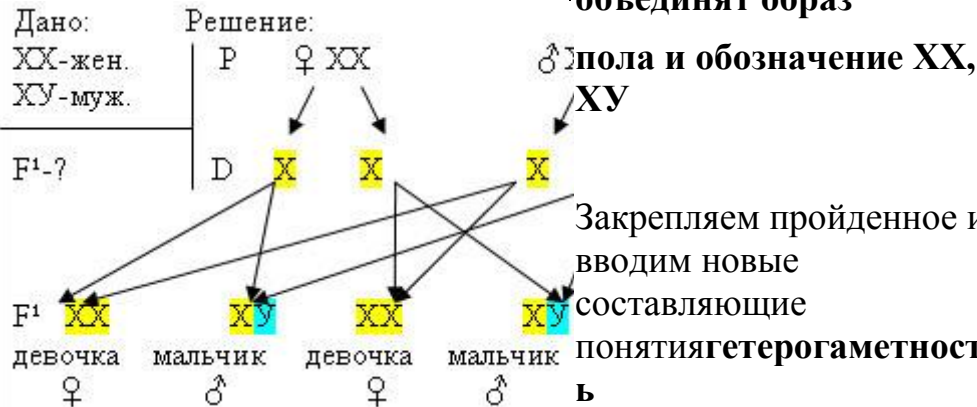 объединят образ
Дано: Решение:
ХХ-жен. Р ♀ ХХ ♂
ХУ-муж.
пола и обозначение ХХ,
ХУ
F¹-? D Х Х Х
Закрепляем пройденное и
вводим новые
составляющие
понятиягетерогаметност
ь
F¹ ХХ ХУ ХХ ХУ
девочка мальчик девочка мальчик
♀ ♂ ♀ ♂